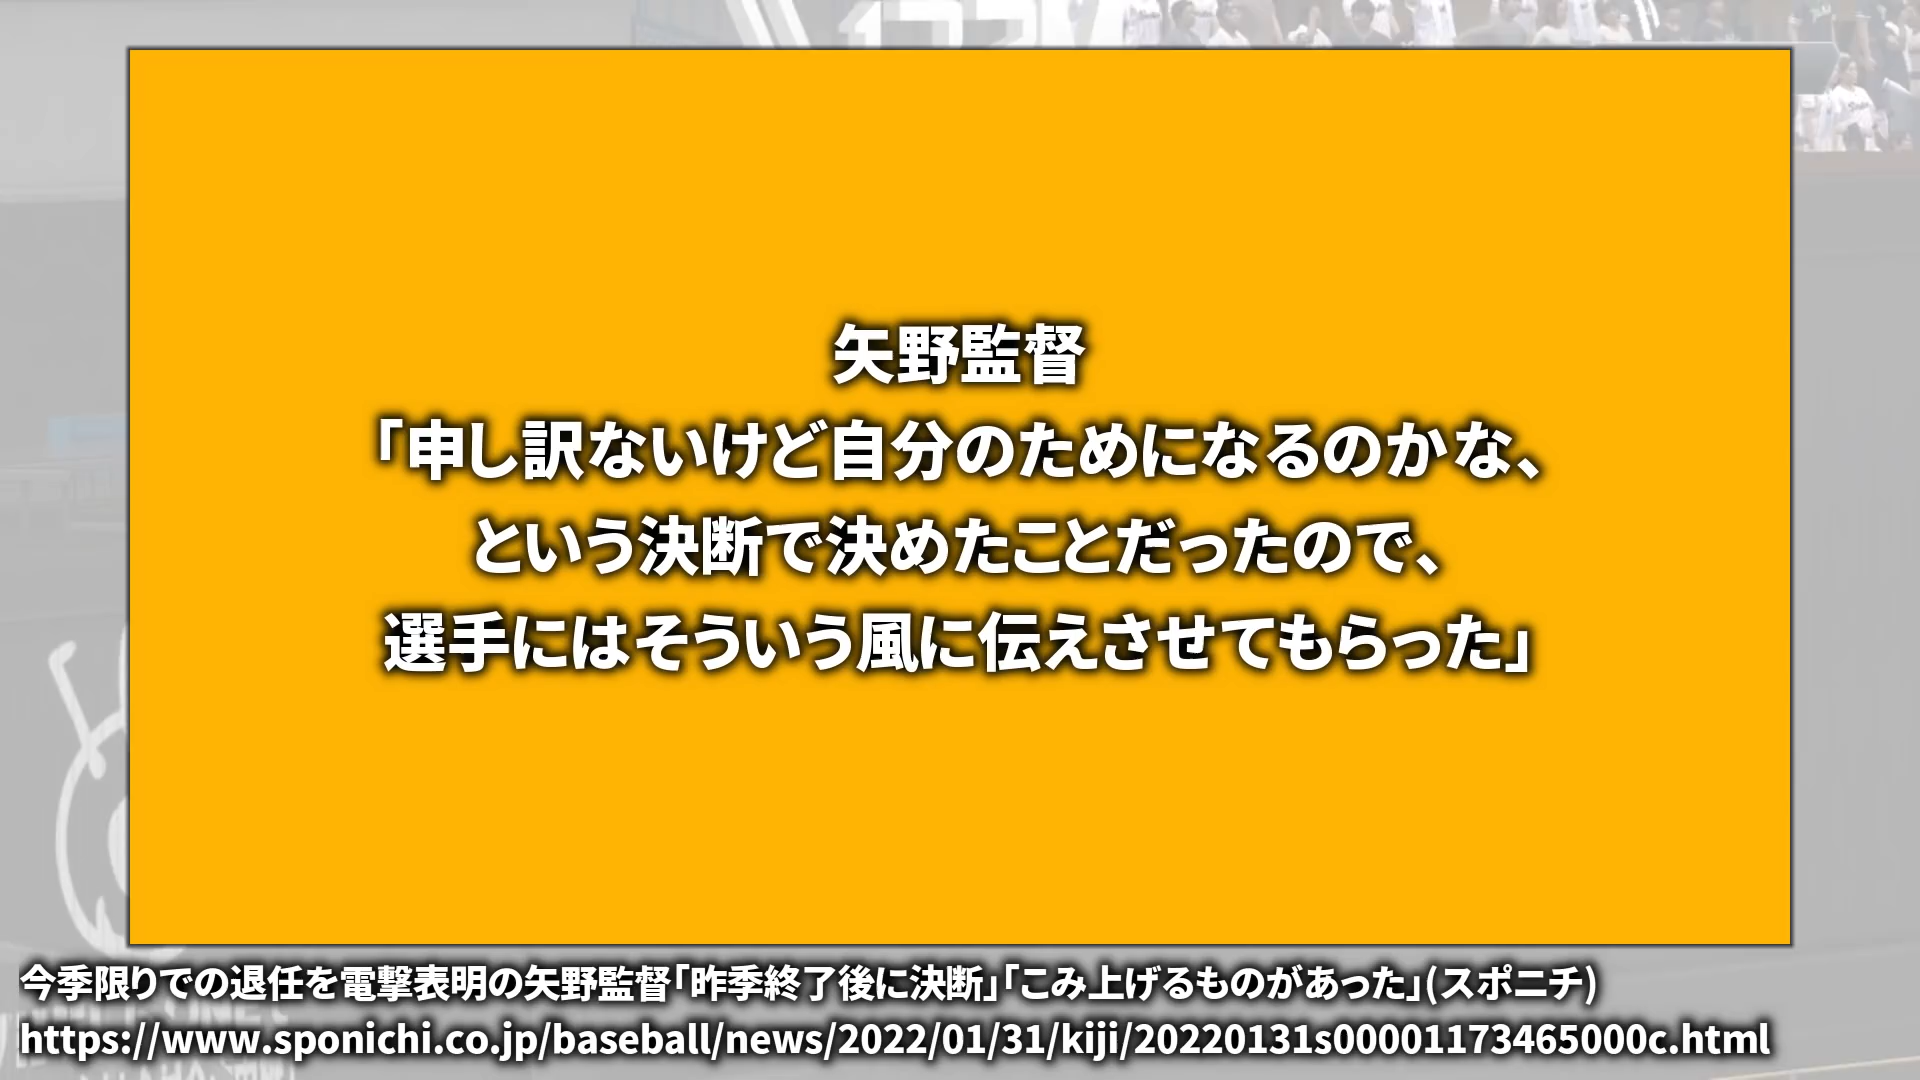 矢野監督
「申し訳ないけど自分のためになるのかな、
という決断で決めたことだったので、
選手にはそういう風に伝えさせてもらった」
今季限りでの退任を電撃表明の矢野監督「昨季終了後に決断」「こみ上げるものがあった」(スポニチ)
https://www.sponichi.co.jp/baseball/news/2022/01/31/kiji/20220131s00001173465000c.html